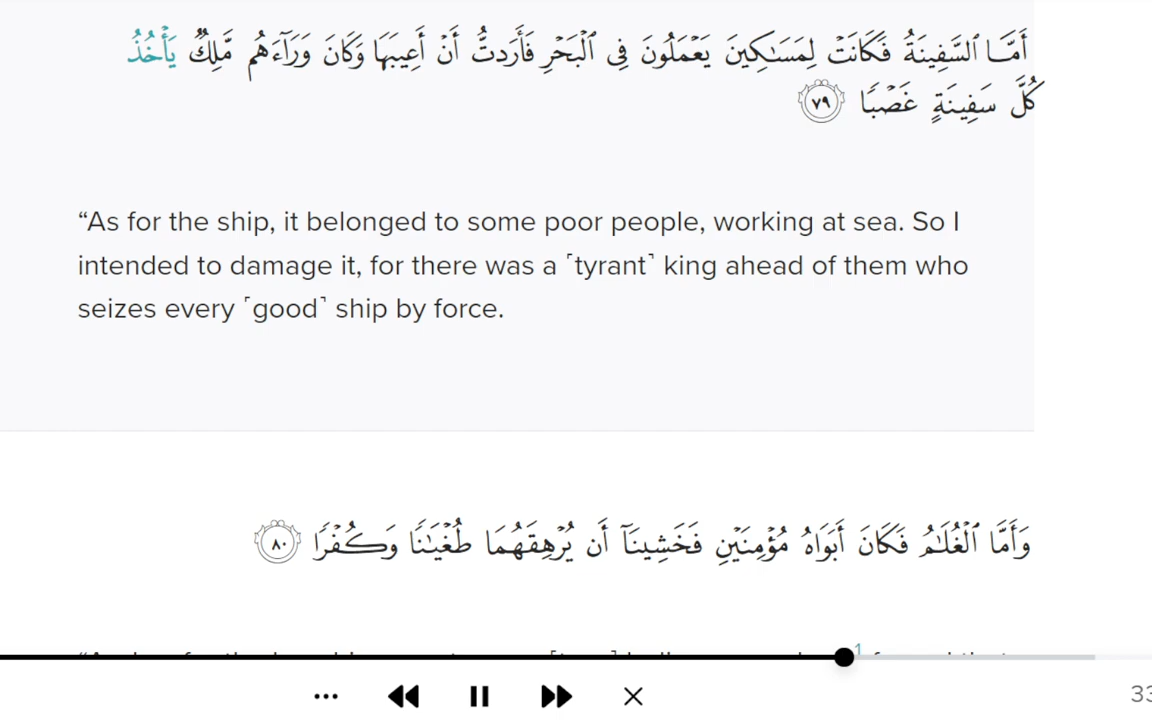 أَمَّا ٱلسَّفِينَةُ فَكَانَتۡ لِمَسَٰكِينَ يَعۡمَلُونَ فِى ٱلۡبَحۡرِ فَأَرَدتُّ أَنۡ أَعِيبَهَا وَكَانَ وَرَآءَهُم مَّلِكٌ يَأۡخُذُ
كُلَّ سَفِينَةٍ غَصۡبًا ٧٩
“As for the ship, it belonged to some poor people, working at sea. So I
intended to damage it, for there was a ˹tyrant˺ king ahead of them who
seizes every ˹good˺ ship by force.
وَأَمَّا ٱلۡغُلَٰمُ فَكَانَ أَبَوَاهُ مُؤۡمِنَيۡنِ فَخَشِينَآ أَن يُرۡهِقَهُمَا طُغۡيَٰنًا وَكُفۡرًا ٨٠
1